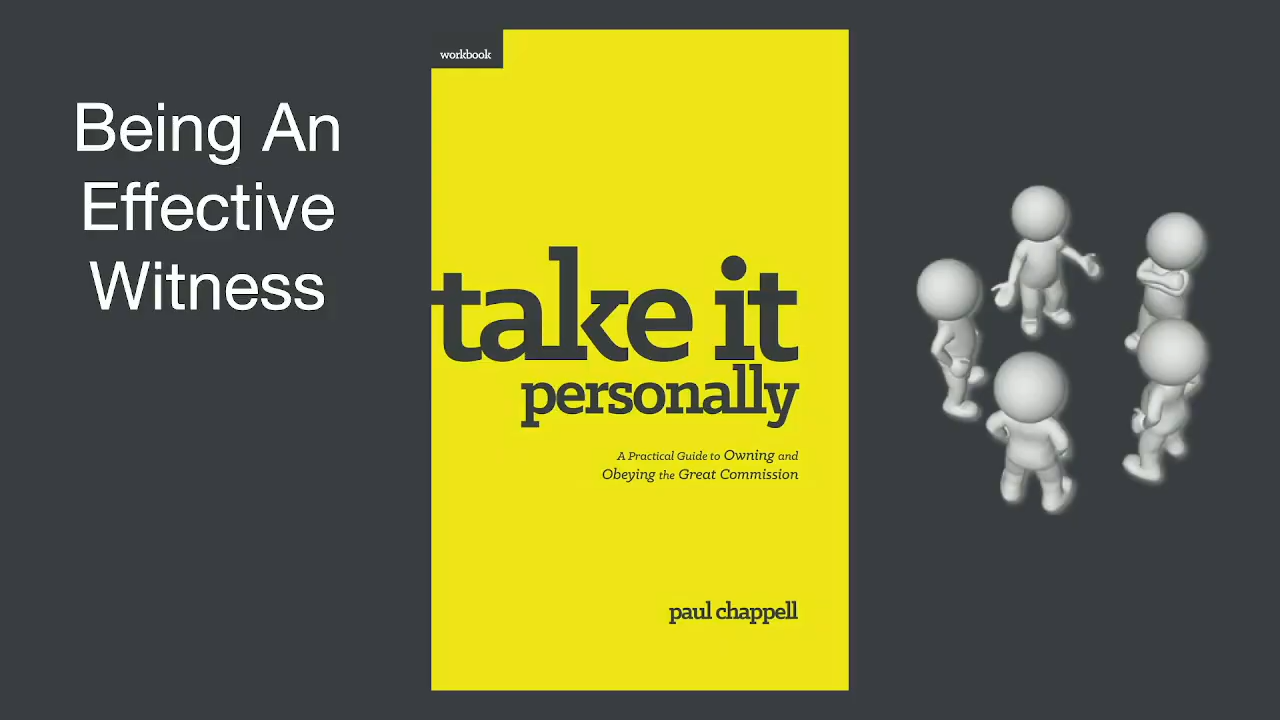 Being An
Effective
Witness
workbook
take it
personally
A Practical Guide to Owning and
Obeying the Great Commission
paul chappell